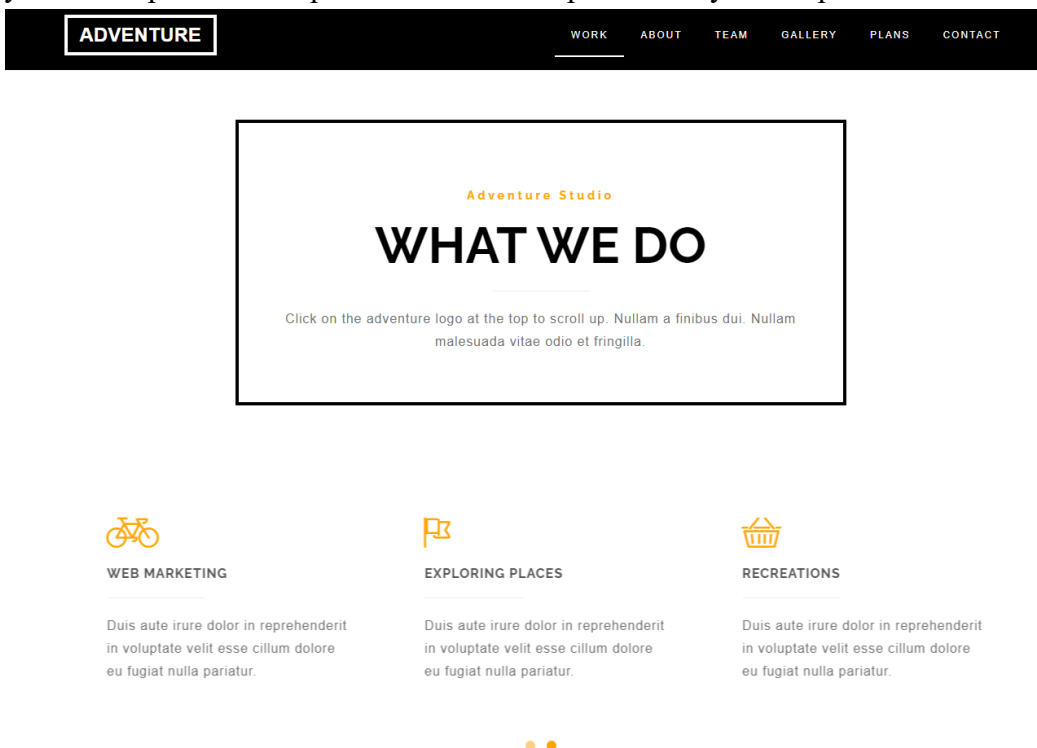 ADVENTURE
WORK ABOUT TEAM GALLERY PLANS CONTACT
Adventure Studio
WHAT WE DO
Click on the adventure logo at the top to scroll up. Nullam a finibus dui. Nullam
malesuada vitae odio et fringilla.
WEB MARKETING
Duis aute irure dolor in reprehenderit
in voluptate velit esse cillum dolore
eu fugiat nulla pariatur.
EXPLORING PLACES
Duis aute irure dolor in reprehenderit
in voluptate velit esse cillum dolore
eu fugiat nulla pariatur.
RECREATIONS
Duis aute irure dolor in reprehenderit
in voluptate velit esse cillum dolore
eu fugiat nulla pariatur.